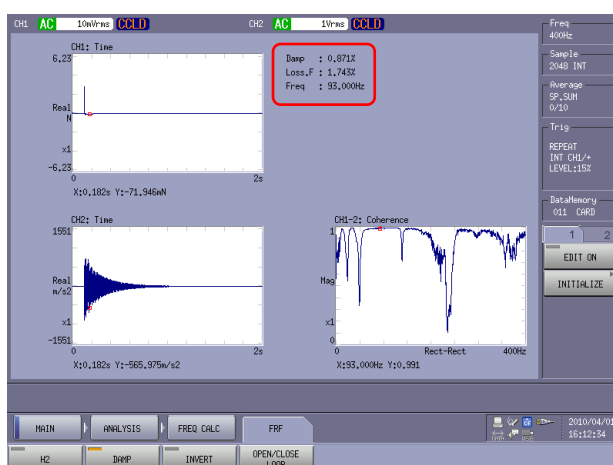 CH1 AC 10mVrms CCLD CH2 AC 1Vrms CCLD
Freq
400Hz
Sample
2048 INT
Average
SP.SUM
0/10
Trig
REPEAT
INT CH1/+
LEVEL:15%
DataMemory
011 CARD
1 2
EDIT ON
INITIALIZE
CH1: Time
6.23
Real
N
x1
-6.23
0 2s
X:0.182s Y:-71.946mN
Damp : 0.871%
Loss.F : 1.743%
Freq : 93.000Hz
CH2: Time
1551
Real
m/s2
x1
-1551
0 2s
X:0.182s Y:-565.975m/s2
CH1-2: Coherence
1
Mag
x1
0
0 Rect-Rect 400Hz
X:93.000Hz Y:0.991
MAIN ANALYSIS FREQ CALC FRF
DATA USB
2010/04/01
16:12:34
H2 DAMP INVERT OPEN/CLOSE
LOOP